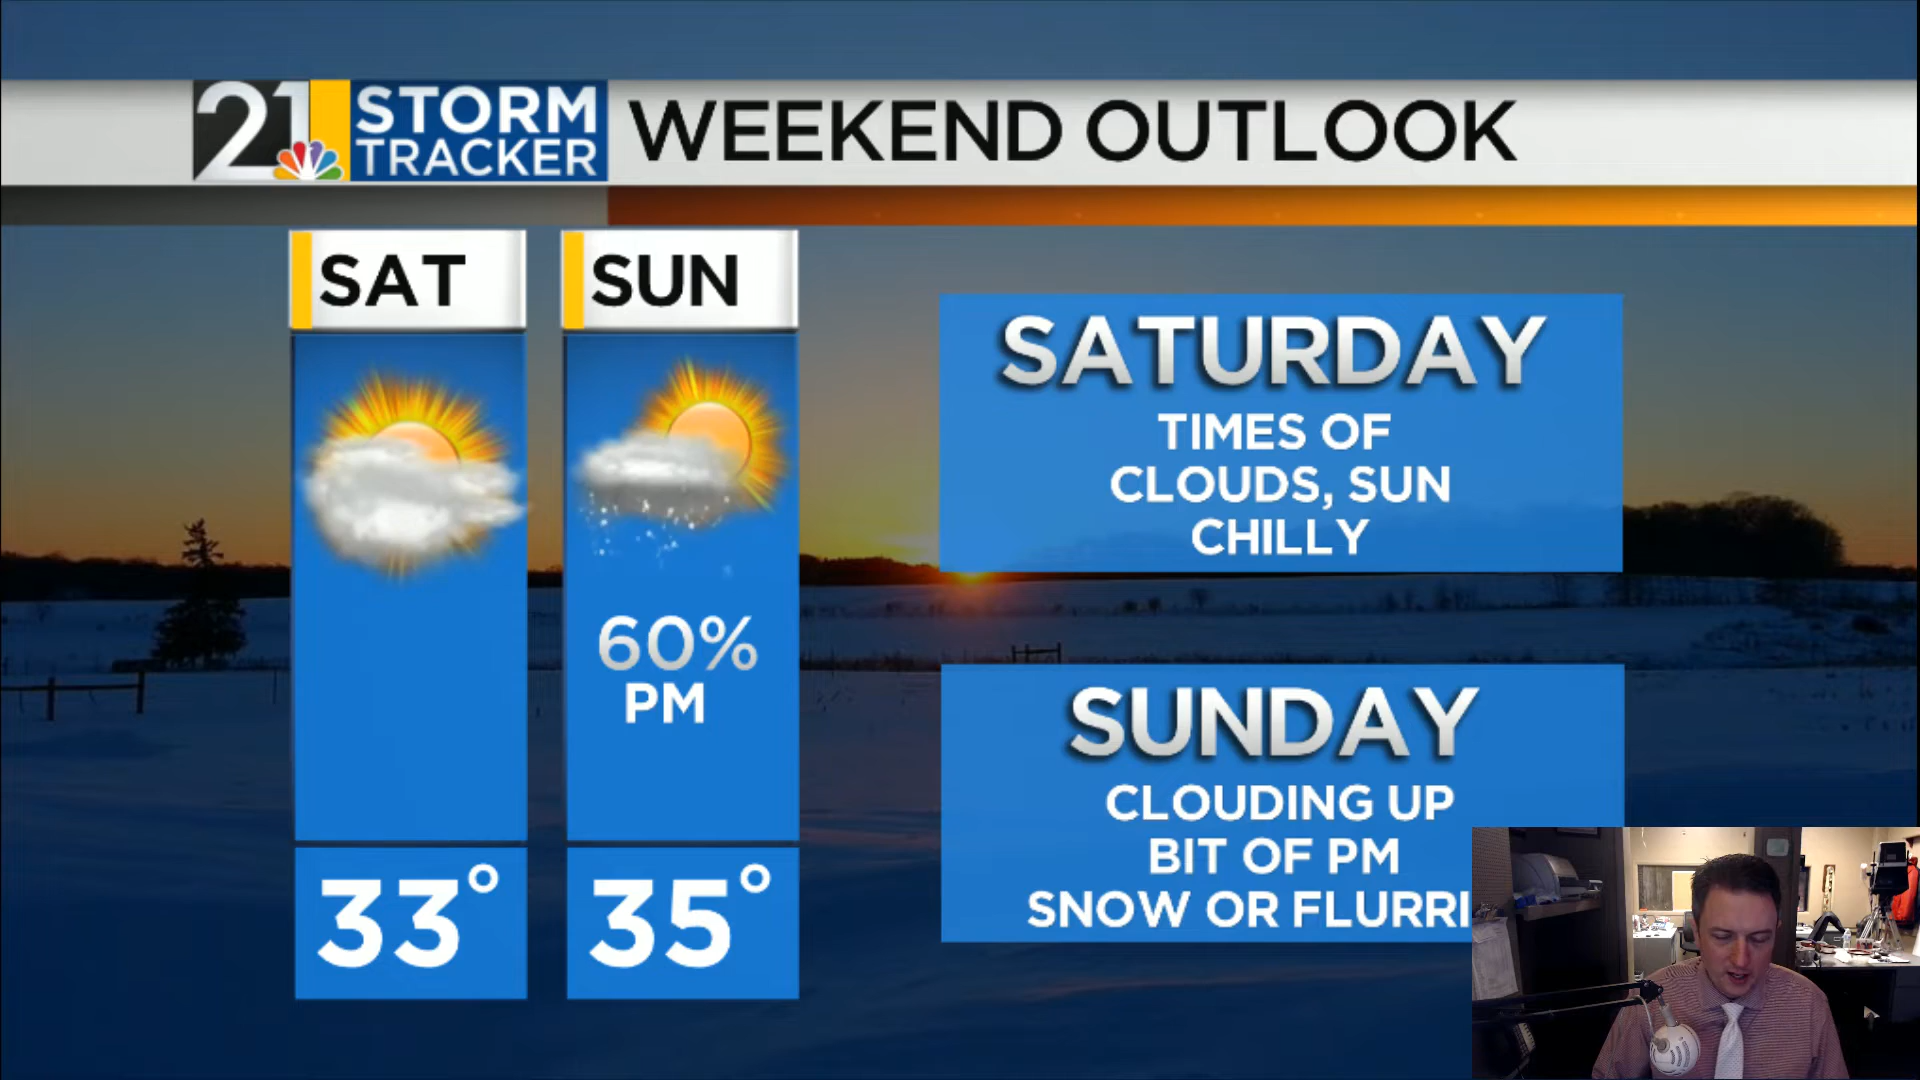 21 STORM TRACKER WEEKEND OUTLOOK
SAT
SUN
60%
PM
33°
35°
SATURDAY
TIMES OF
CLOUDS, SUN
CHILLY
SUNDAY
CLOUDING UP
BIT OF PM
SNOW OR FLURRI